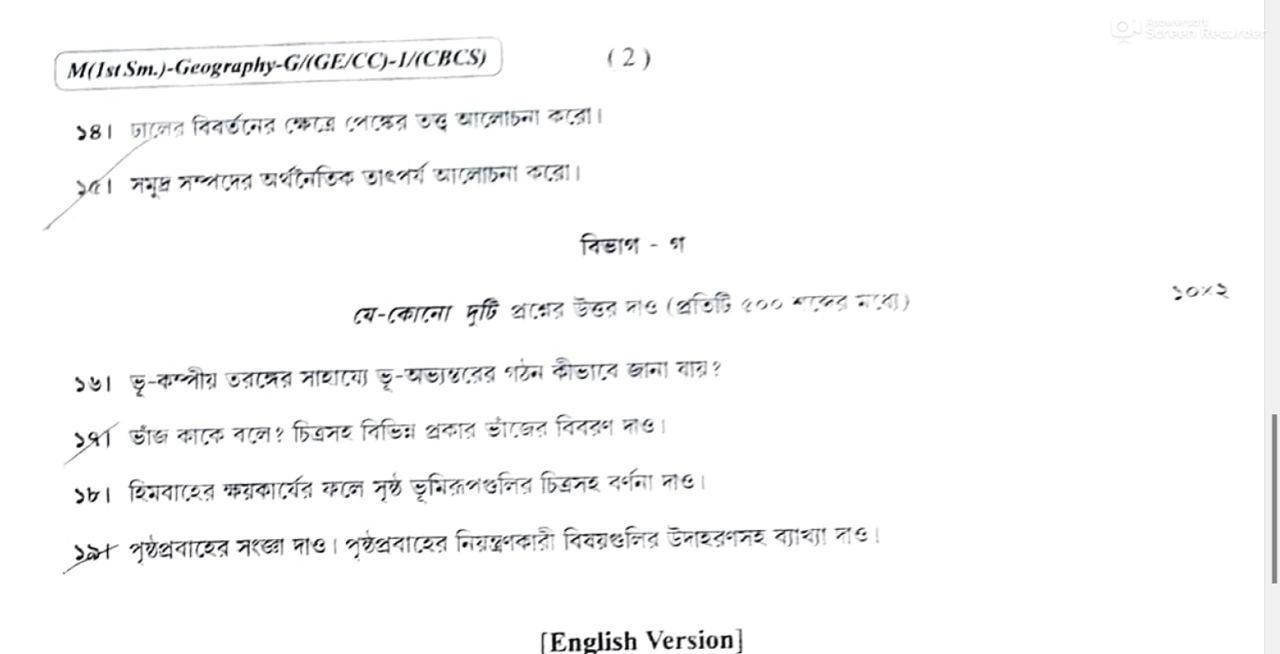 Apowersoft
Screen Recorder
M(1st Sm.)-Geography-G/(GE/CC)-1/(CBCS) (2)
১৪। ঢালের বিবর্তনের ক্ষেত্রে পেঙ্কের তত্ত্ব আলোচনা করো।
১৫। সমুদ্র সম্পদের অর্থনৈতিক তাৎপর্য আলোচনা করো।
বিভাগ - গ
যে-কোনো দুটি প্রশ্নের উত্তর দাও (প্রতিটি ৫০০ শব্দের মধ্যে) ১০×২
১৬। ভূ-কম্পীয় তরঙ্গের সাহায্যে ভূ-অভ্যন্তরের গঠন কীভাবে জানা যায়?
১৭। ভাঁজ কাকে বলে? চিত্রসহ বিভিন্ন প্রকার ভাঁজের বিবরণ দাও।
১৮। হিমবাহের ক্ষয়কার্যের ফলে সৃষ্ট ভূমিরূপগুলির চিত্রসহ বর্ণনা দাও।
১৯। পৃষ্ঠপ্রবাহের সংজ্ঞা দাও। পৃষ্ঠপ্রবাহের নিয়ন্ত্রণকারী বিষয়গুলির উদাহরণসহ ব্যাখ্যা দাও।
[English Version]